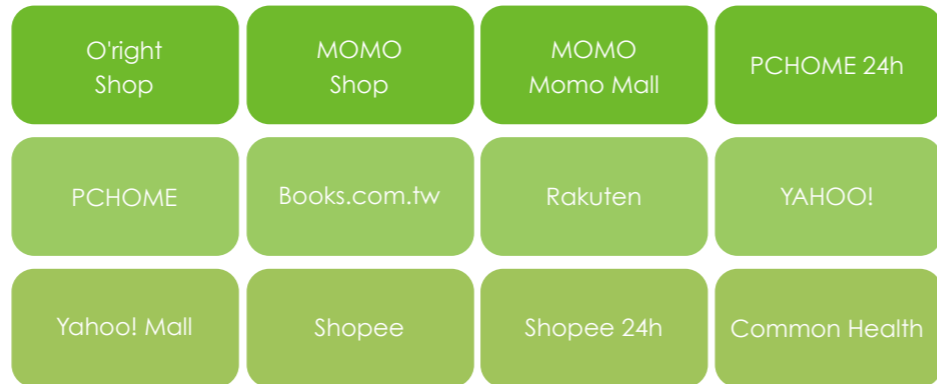 O'right
Shop
MOMO
Shop
MOMO
Momo Mall
PCHOME 24h
PCHOME
Books.com.tw
Rakuten
YAHOO!
Yahoo! Mall
Shopee
Shopee 24h
Common Health